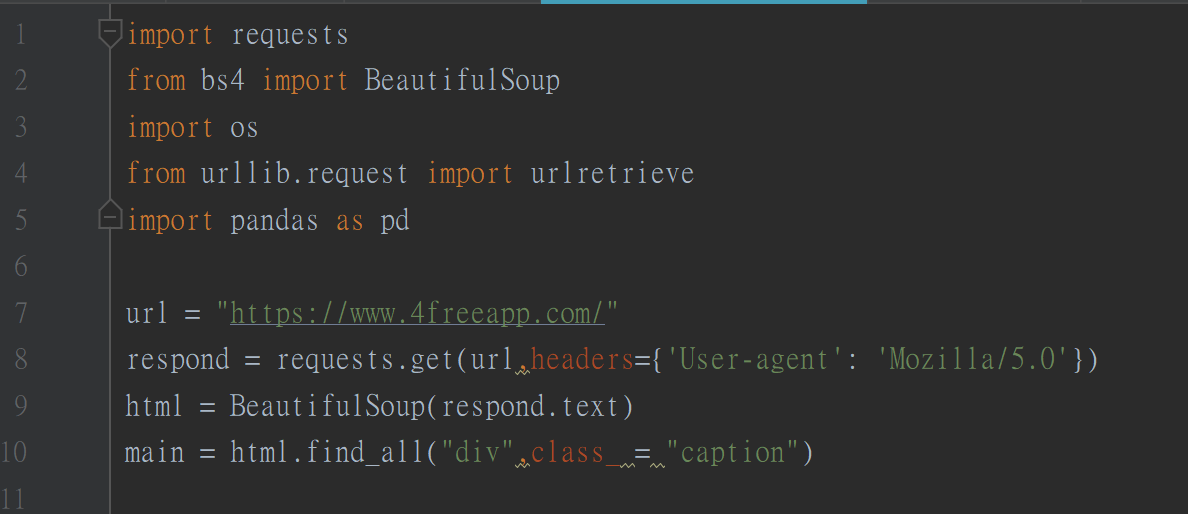 1 import requests
2 from bs4 import BeautifulSoup
3 import os
4 from urllib.request import urlretrieve
5 import pandas as pd
6
7 url = "https://www.4freeapp.com/"
8 respond = requests.get(url,headers={'User-agent': 'Mozilla/5.0'})
9 html = BeautifulSoup(respond.text)
10 main = html.find_all("div",class_ = "caption")
11